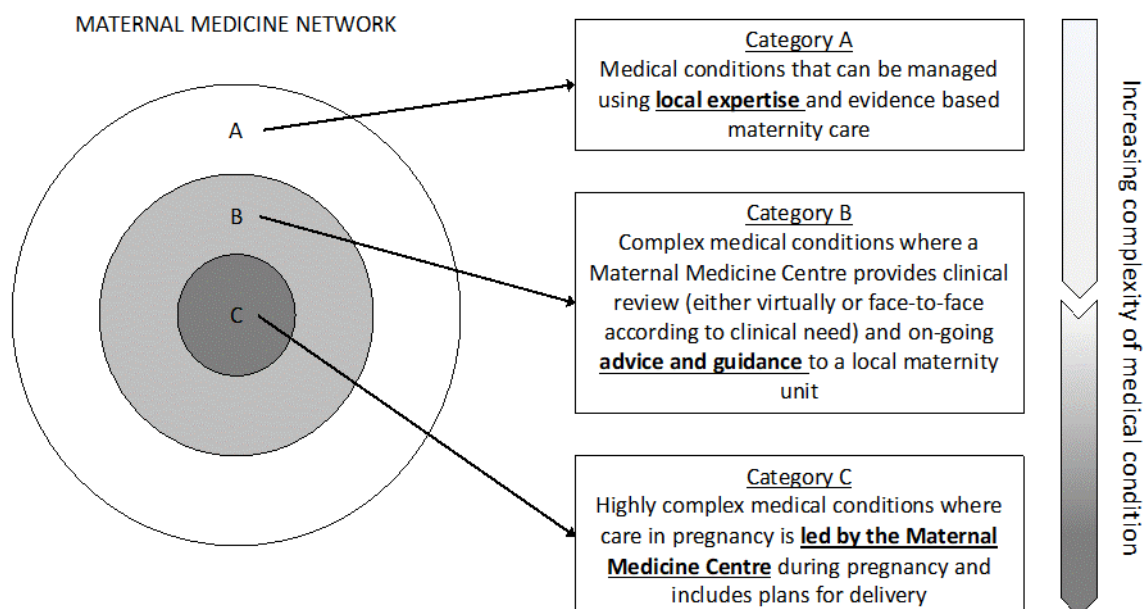 MATERNAL MEDICINE NETWORK
A
B
C
Category A
Medical conditions that can be managed
using local expertise and evidence based
maternity care
Category B
Complex medical conditions where a
Maternal Medicine Centre provides clinical
review (either virtually or face-to-face
according to clinical need) and on-going
advice and guidance to a local maternity
unit
Category C
Highly complex medical conditions where
care in pregnancy is led by the Maternal
Medicine Centre during pregnancy and
includes plans for delivery
Increasing complexity of medical condition